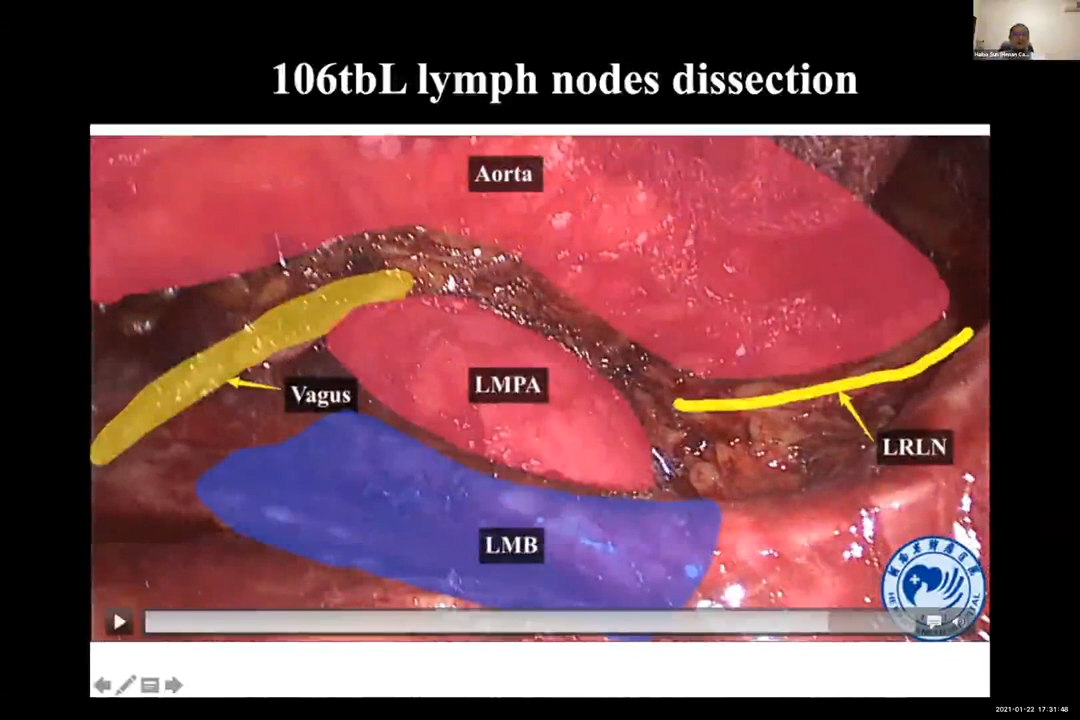 106tbL lymph nodes dissection
Aorta
LMPA
Vagus
LRLN
LMB
2021-01-22 17:31:48